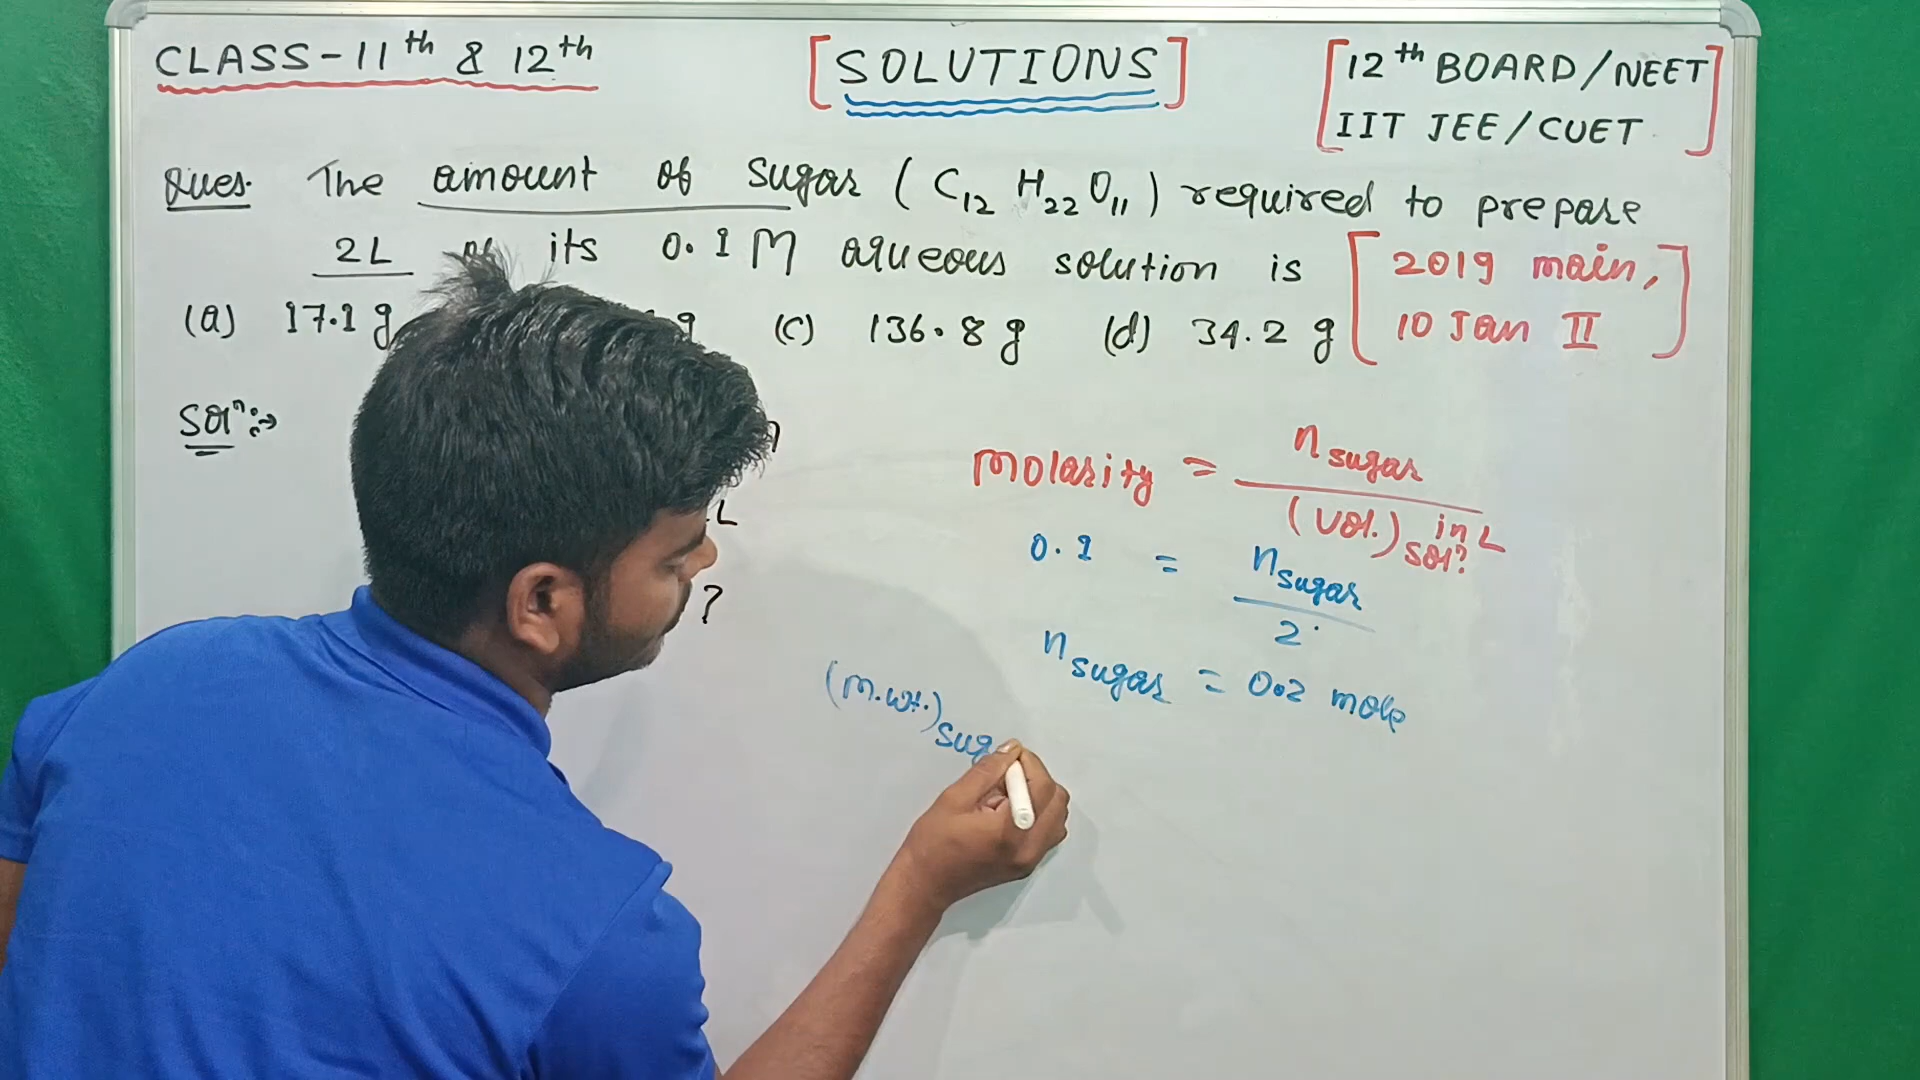 CLASS-11th & 12th
[SOLUTIONS]
[12th BOARD/NEET
IIT JEE/CUET]
Ques. The amount of sugar (C12 H22 O11) required to prepare
2L of its 0.1 M aqueous solution is [2019 main,
10 Jan II]
(a) 17.1 g g (c) 136.8 g (d) 34.2 g
Solⁿ:→
L
?
Molarity = n sugar / (Vol.) solⁿ in L
0.1 = n sugar / 2
n sugar = 0.2 mole
(M.wt.) sug